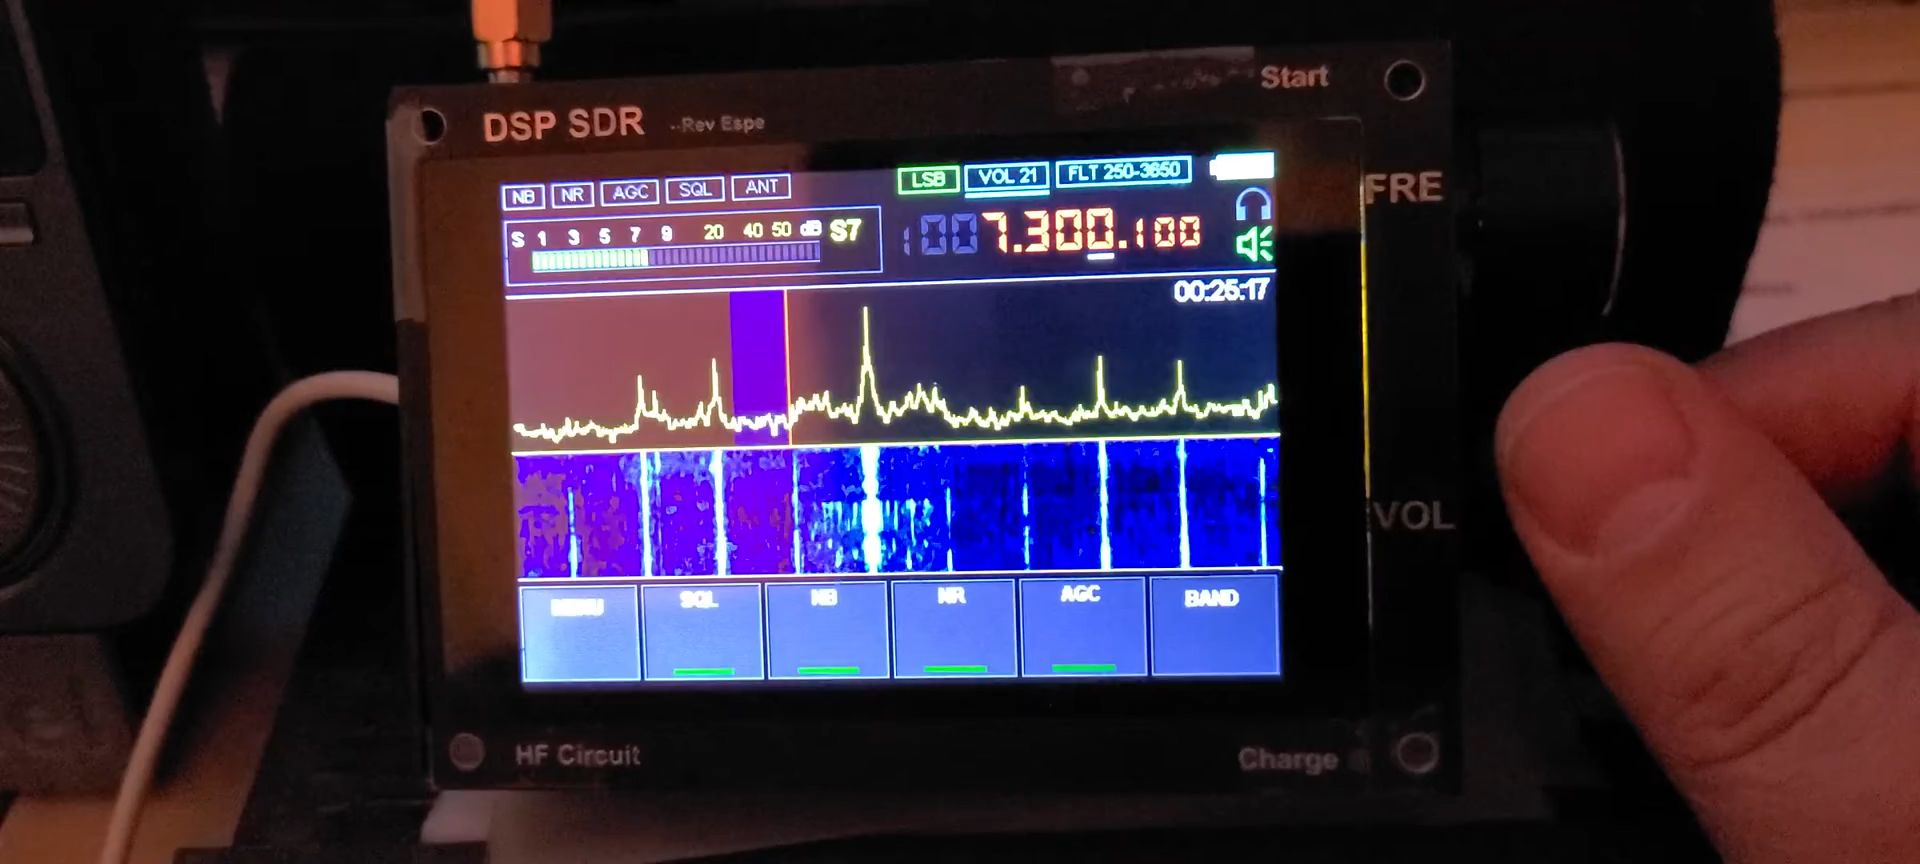 Start
DSP SDR --Rev Espe
NB NR AGC SQL ANT LSB VOL 21 FLT 250-3650
S 1 3 5 7 9 20 40 50 dB S7
7.300.100
00:25:17
FRE
VOL
MENU SQL NB NR AGC BAND
HF Circuit
Charge